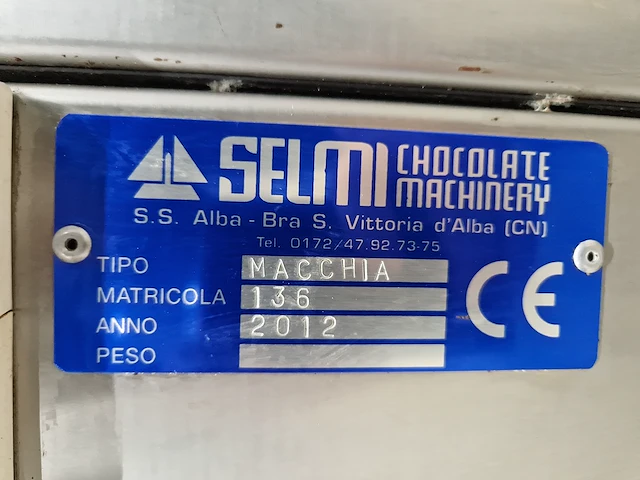 SELMI CHOCOLATE MACHINERY
S.S. Alba - Bra S. Vittoria d'Alba (CN)
Tel. 0172/47.92.73-75
TIPO MACCHIA
MATRICOLA 136
ANNO 2012
PESO
CE